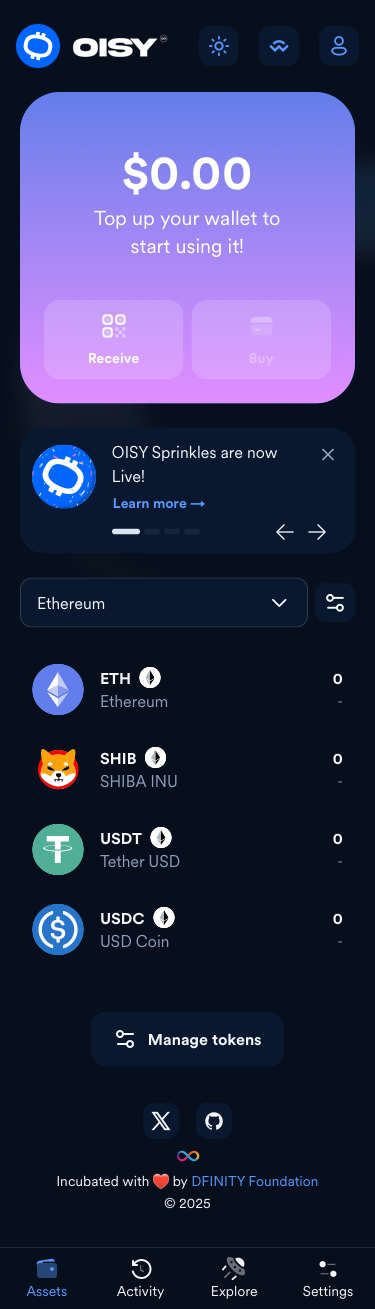 OISY
$0.00
Top up your wallet to
start using it!
Receive
Buy
OISY Sprinkles are now
Live!
Learn more →
Ethereum
ETH
0
Ethereum
-
SHIB
0
SHIBA INU
-
USDT
0
Tether USD
-
USDC
0
USD Coin
-
Manage tokens
Incubated with ❤️ by DFINITY Foundation
© 2025
Assets
Activity
Explore
Settings